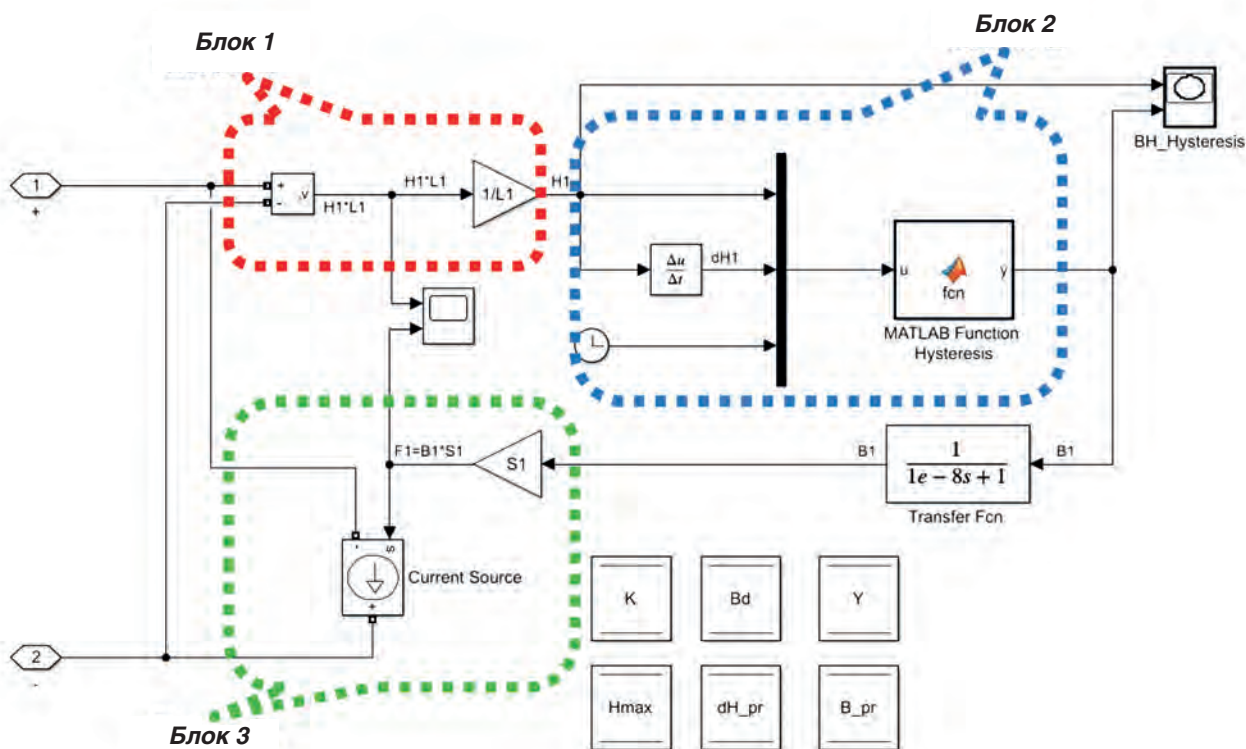 Блок 1
Блок 2
BH_Hysteresis
1
+
+
-
v
H1*L1
H1*L1
1/L1
H1
Δu
Δt
dH1
u
fcn
y
MATLAB Function
Hysteresis
F1=B1*S1
S1
B1
1
1e − 8s + 1
B1
Transfer Fcn
-
s
+
Current Source
2
-
K
Bd
Y
Hmax
dH_pr
B_pr
Блок 3